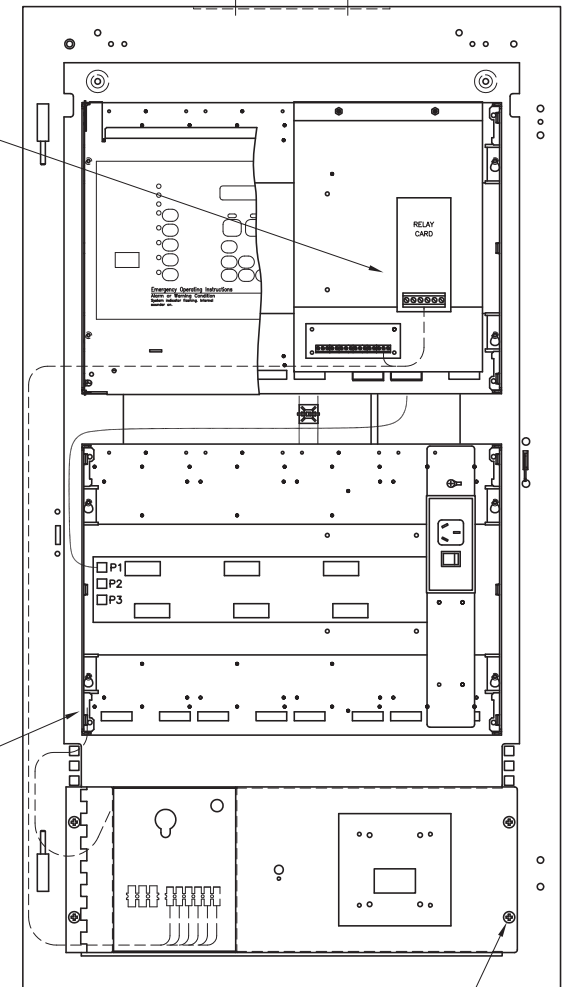 RELAY
CARD
Emergency Operating Instructions
Alarm or Warning Condition
System indicator flashing, internal
sounder on.
P1
P2
P3